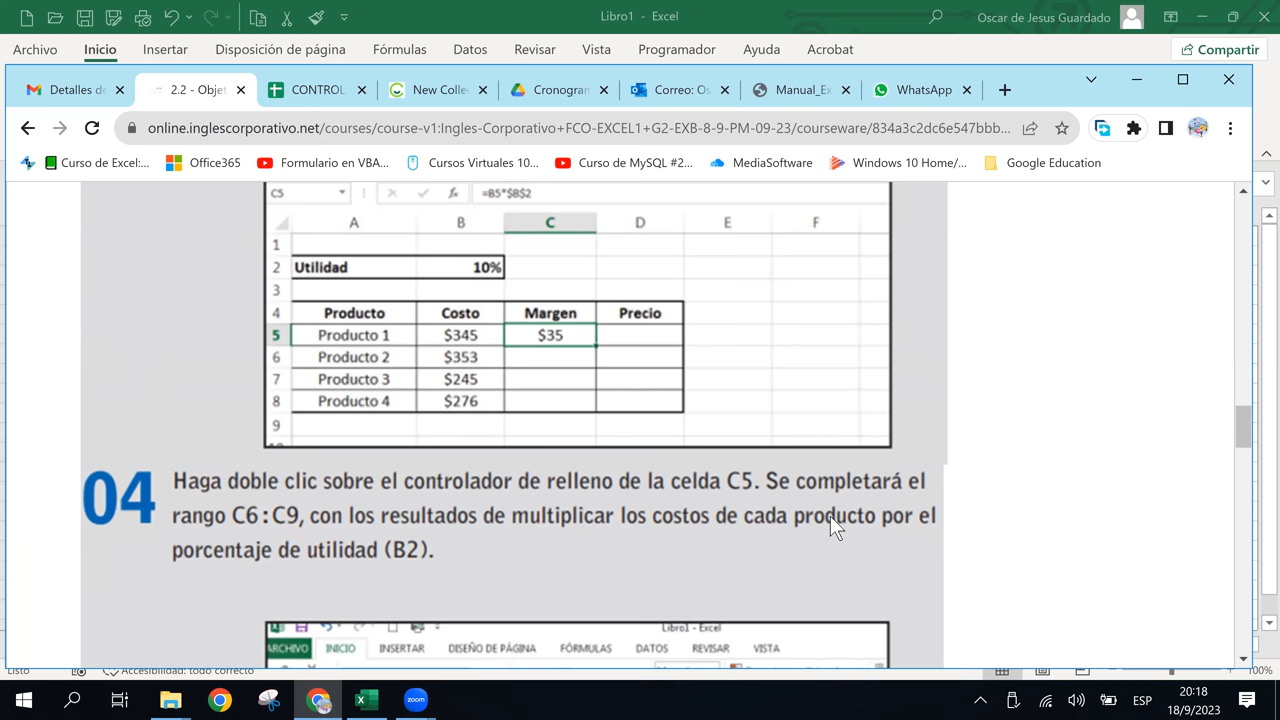 Libro1 - Excel
Oscar de Jesus Guardado
Archivo Inicio Insertar Disposición de página Fórmulas Datos Revisar Vista Programador Ayuda Acrobat Compartir
Detalles de 2.2 - Objet CONTROL New Colle Cronogran Correo: Os Manual_Ex WhatsApp
online.inglescorporativo.net/courses/course-v1:Ingles-Corporativo+FCO-EXCEL1+G2-EXB-8-9-PM-09-23/courseware/834a3c2dc6e547bbb...
Curso de Excel:... Office365 Formulario en VBA... Cursos Virtuales 10... Curso de MySQL #2... MediaSoftware Windows 10 Home/... Google Education
C5 fx =B5*$B$2
A B C D E F
1
2 Utilidad 10%
3
4 Producto Costo Margen Precio
5 Producto 1 $345 $35
6 Producto 2 $353
7 Producto 3 $245
8 Producto 4 $276
9
04 Haga doble clic sobre el controlador de relleno de la celda C5. Se completará el
rango C6:C9, con los resultados de multiplicar los costos de cada producto por el
porcentaje de utilidad (B2).
Libro1 - Excel
ARCHIVO INICIO INSERTAR DISEÑO DE PÁGINA FÓRMULAS DATOS REVISAR VISTA
Listo Accesibilidad: todo correcto 100%
zoom
ESP
20:18
18/9/2023